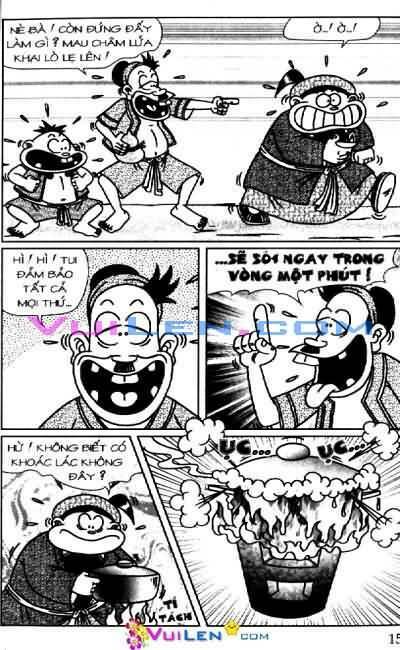 NÈ BÀ! CÒN ĐỨNG ĐẤY
LÀM GÌ? MAU CHÂM LỬA
KHAI LÒ LẸ LÊN!
Ờ..! Ờ..!
HÌ! HÌ! TUI
ĐẢM BẢO
TẤT CẢ
MỌI THỨ...
...SẼ SÔI NGAY TRONG
VÒNG MỘT PHÚT!
VUILEN.COM
HỪ! KHÔNG BIẾT CÓ
KHOÁC LÁC KHÔNG
ĐÂY?
TÍ
TÁCH
ỤC...
ỤC...
VUILEN.COM
15